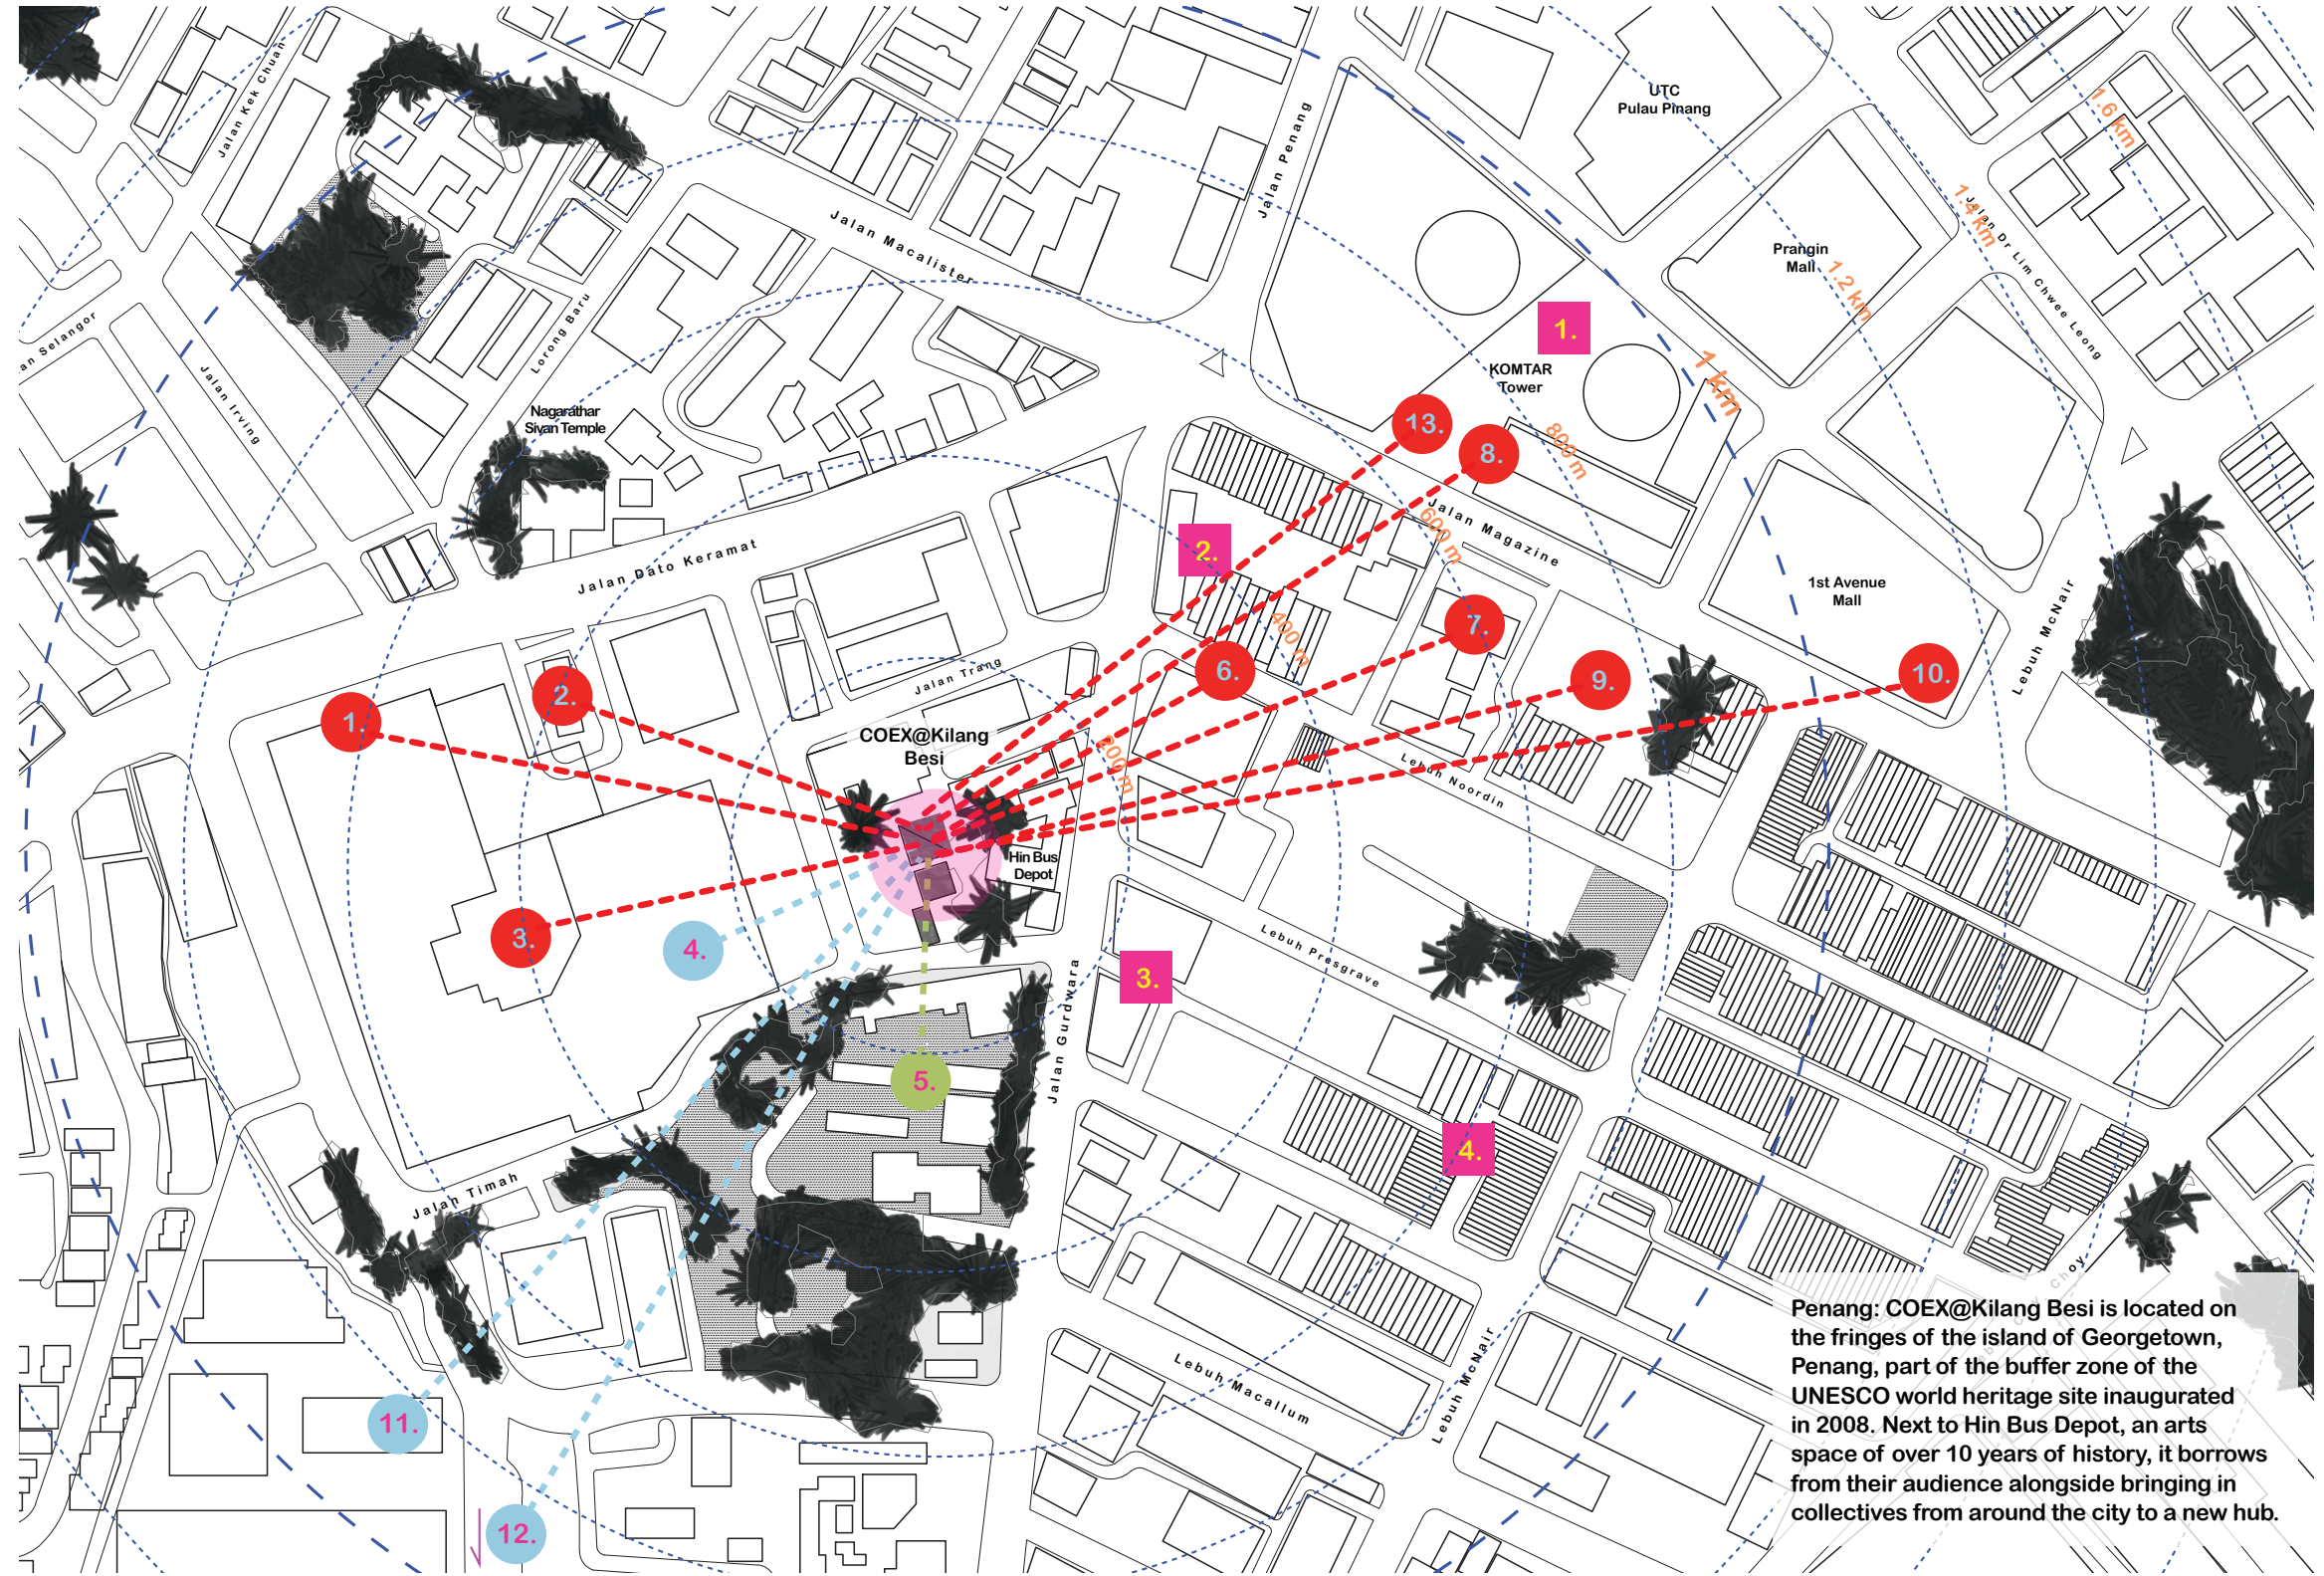 Jalan Kek Chuan
UTC
Pulau Pinang
1.6 km
Jalan Penang
Jalan Macalister
Prangin
Mall
1.4 km
Jalan Dr Lim Chwee Leong
1.2 km
an Selangor
Jalan Irving
Lorong Baru
1.
KOMTAR
Tower
1 km
Nagarathar
Sivan Temple
13.
8.
800 m
600 m
Jalan Magazine
2.
Jalan Dato Keramat
1st Avenue
Mall
Lebuh McNair
400 m
7.
6.
9.
10.
Jalan Trang
1.
2.
COEX@Kilang
Besi
200 m
Lebuh Noordin
Hin Bus
Depot
3.
4.
Lebuh Presgrave
3.
Jalan Gurdwara
5.
4.
Jalan Timah
Choy
Lebuh Macallum
Lebuh McNair
11.
12.
Penang: COEX@Kilang Besi is located on
the fringes of the island of Georgetown,
Penang, part of the buffer zone of the
UNESCO world heritage site inaugurated
in 2008. Next to Hin Bus Depot, an arts
space of over 10 years of history, it borrows
from their audience alongside bringing in
collectives from around the city to a new hub.